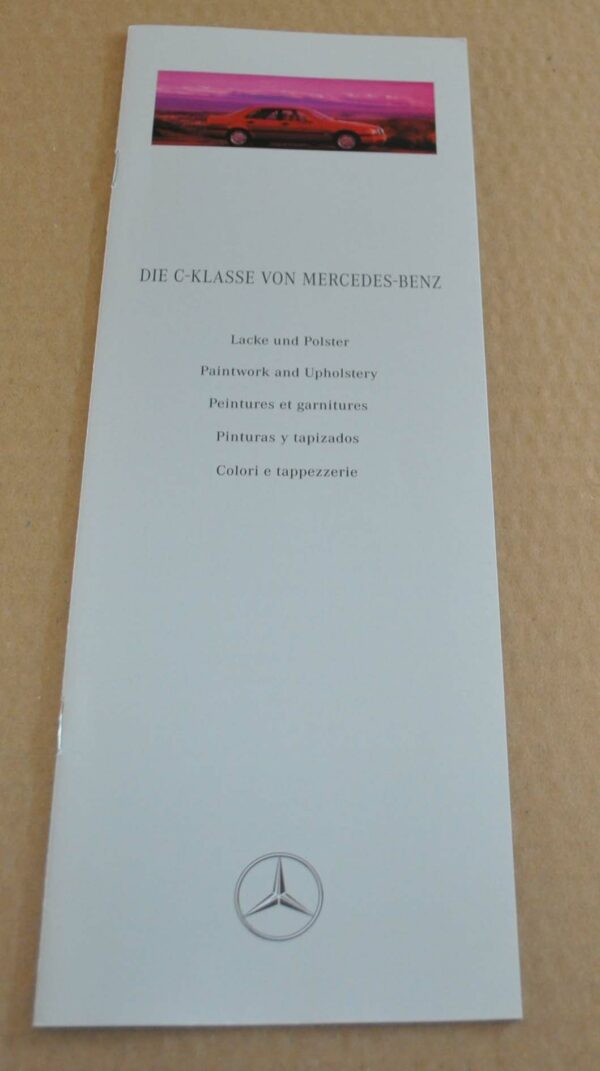 DIE C-KLASSE VON MERCEDES-BENZ
Lacke und Polster
Paintwork and Upholstery
Peintures et garnitures
Pinturas y tapizados
Colori e tappezzerie